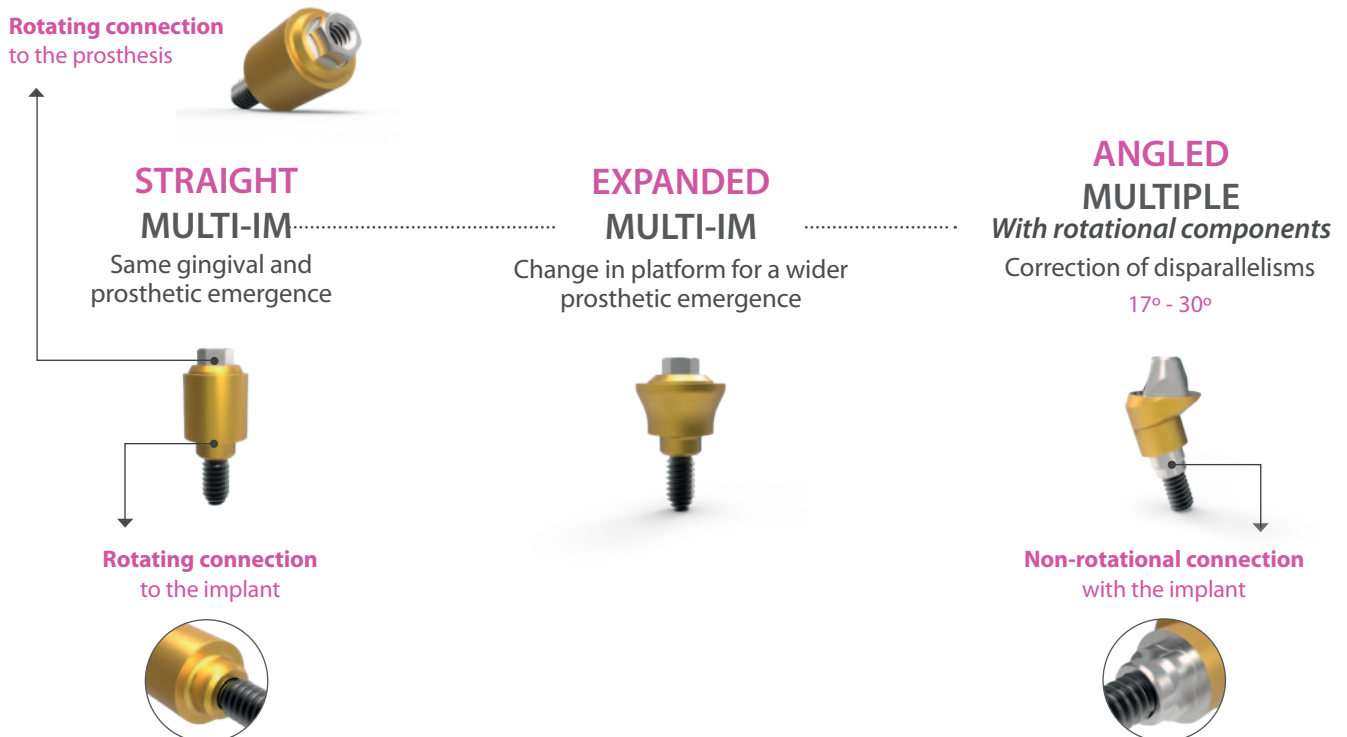 Rotating connection
to the prosthesis
STRAIGHT
MULTI-IM
Same gingival and
prosthetic emergence
EXPANDED
MULTI-IM
Change in platform for a wider
prosthetic emergence
ANGLED
MULTIPLE
With rotational components
Correction of disparallelisms
17º - 30º
Rotating connection
to the implant
Non-rotational connection
with the implant